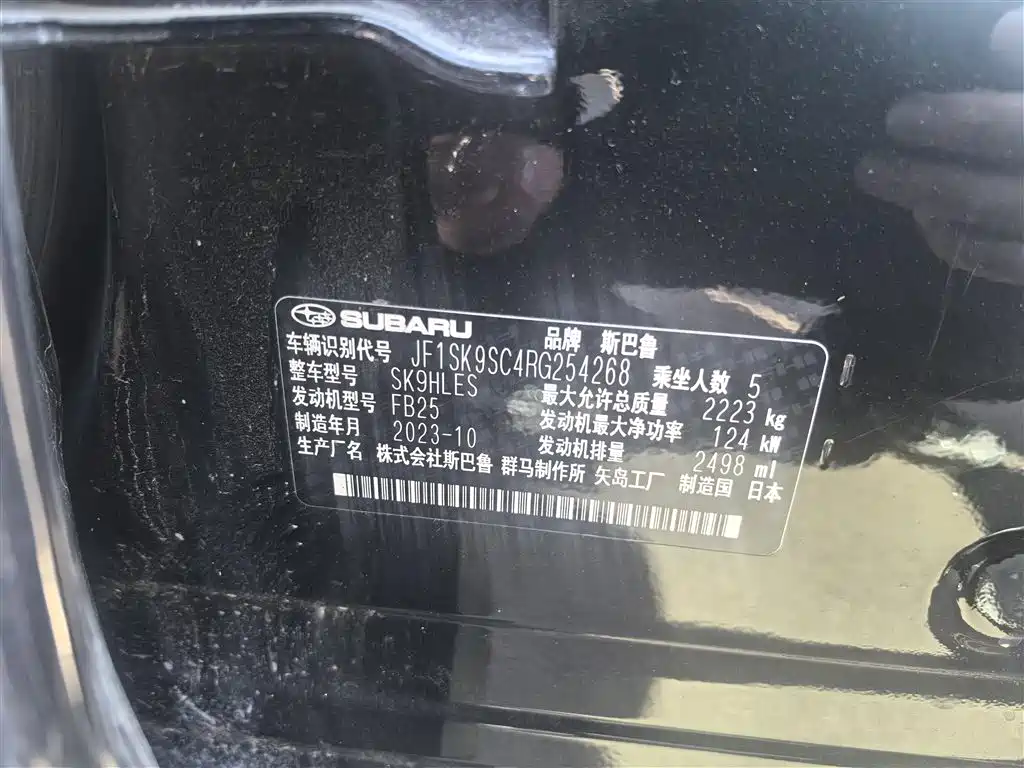 SUBARU 品牌 斯巴鲁
车辆识别代号 JF1SK9SC4RG254268 乘坐人数 5
整车型号 SK9HLES 最大允许总质量 2223 kg
发动机型号 FB25 发动机最大净功率 124 kW
制造年月 2023-10 发动机排量 2498 ml
生产厂名 株式会社斯巴鲁 群马制作所 矢岛工厂 制造国 日本